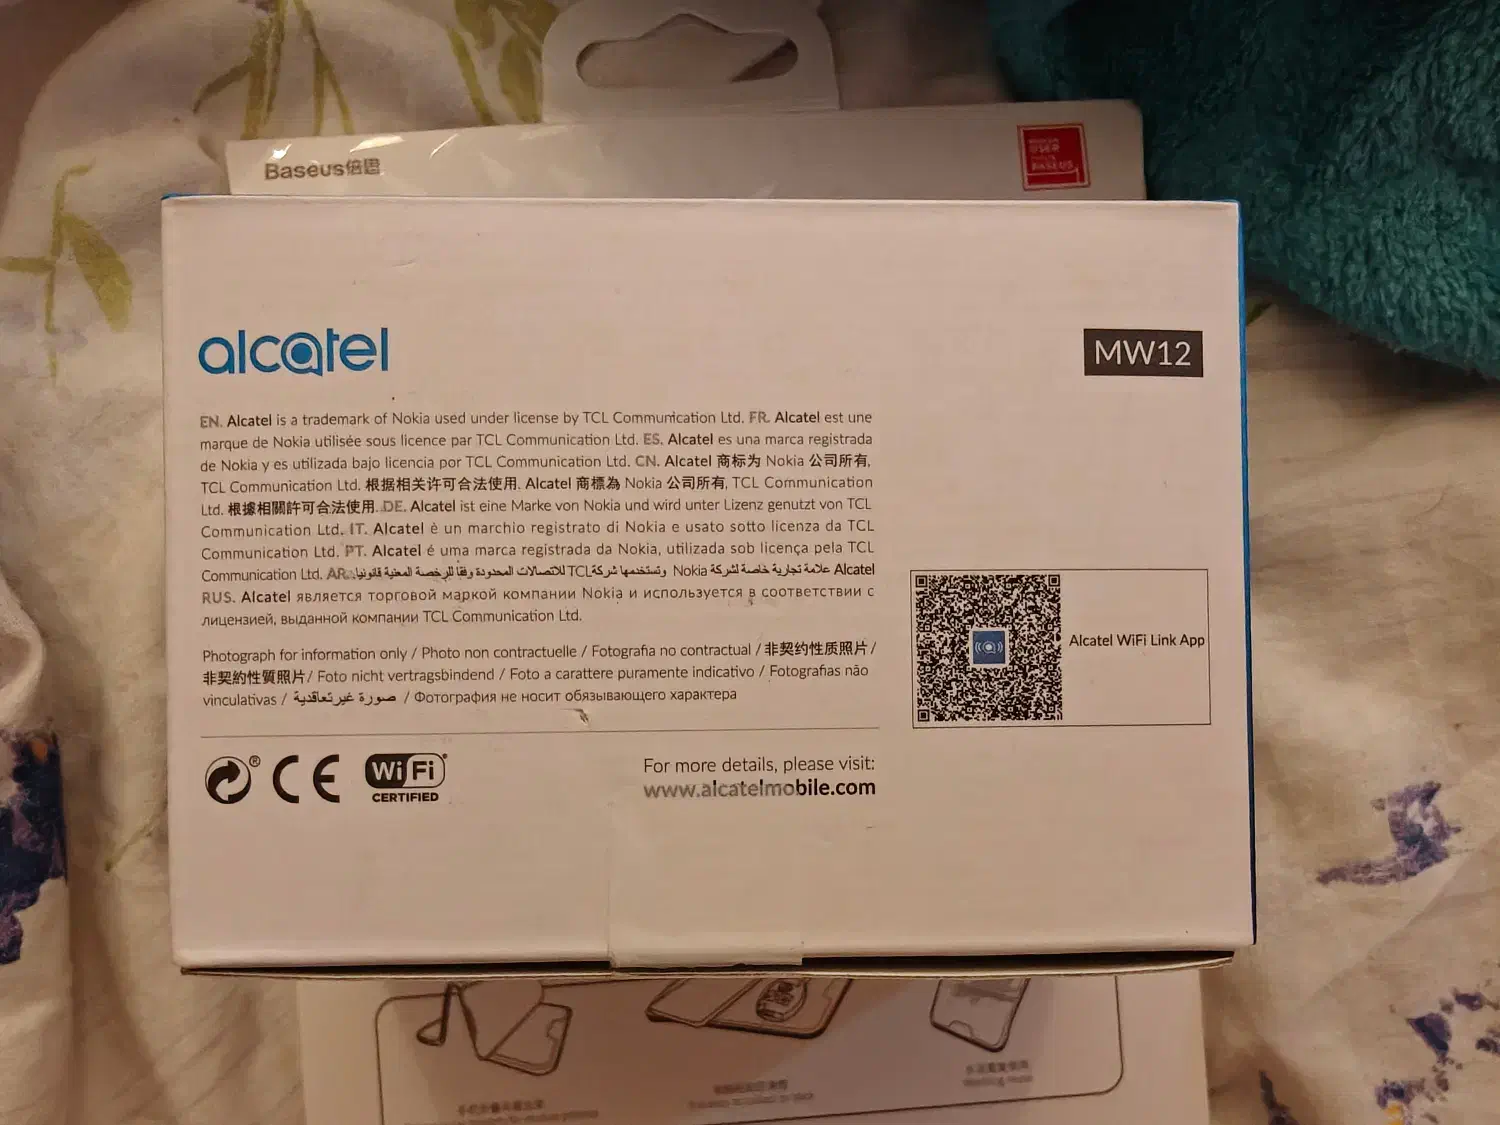 Baseus倍思
USER
BASEUS
alcatel
MW12
EN. Alcatel is a trademark of Nokia used under license by TCL Communication Ltd. FR. Alcatel est une
marque de Nokia utilisée sous licence par TCL Communication Ltd. ES. Alcatel es una marca registrada
de Nokia y es utilizada bajo licencia por TCL Communication Ltd. CN. Alcatel 商标为 Nokia 公司所有,
TCL Communication Ltd. 根据相关许可合法使用. Alcatel 商標為 Nokia 公司所有, TCL Communication
Ltd. 根據相關許可合法使用. DE. Alcatel ist eine Marke von Nokia und wird unter Lizenz genutzt von TCL
Communication Ltd. IT. Alcatel è un marchio registrato di Nokia e usato sotto licenza da TCL
Communication Ltd. PT. Alcatel é uma marca registrada da Nokia, utilizada sob licença pela TCL
Communication Ltd. AR. Alcatel علامة تجارية خاصة لشركة Nokia وتستخدمها شركة TCL للاتصالات المحدودة وفقًا للرخصة المعنية قانونيا.
RUS. Alcatel является торговой маркой компании Nokia и используется в соответствии с
лицензией, выданной компании TCL Communication Ltd.
Photograph for information only / Photo non contractuelle / Fotografia no contractual / 非契约性质照片 /
非契約性質照片 / Foto nicht vertragsbindend / Foto a carattere puramente indicativo / Fotografias não
vinculativas / صورة غيرتعاقدية / Фотография не носит обязывающего характера
Alcatel WiFi Link App
® CE WiFi
CERTIFIED
For more details, please visit:
www.alcatelmobile.com